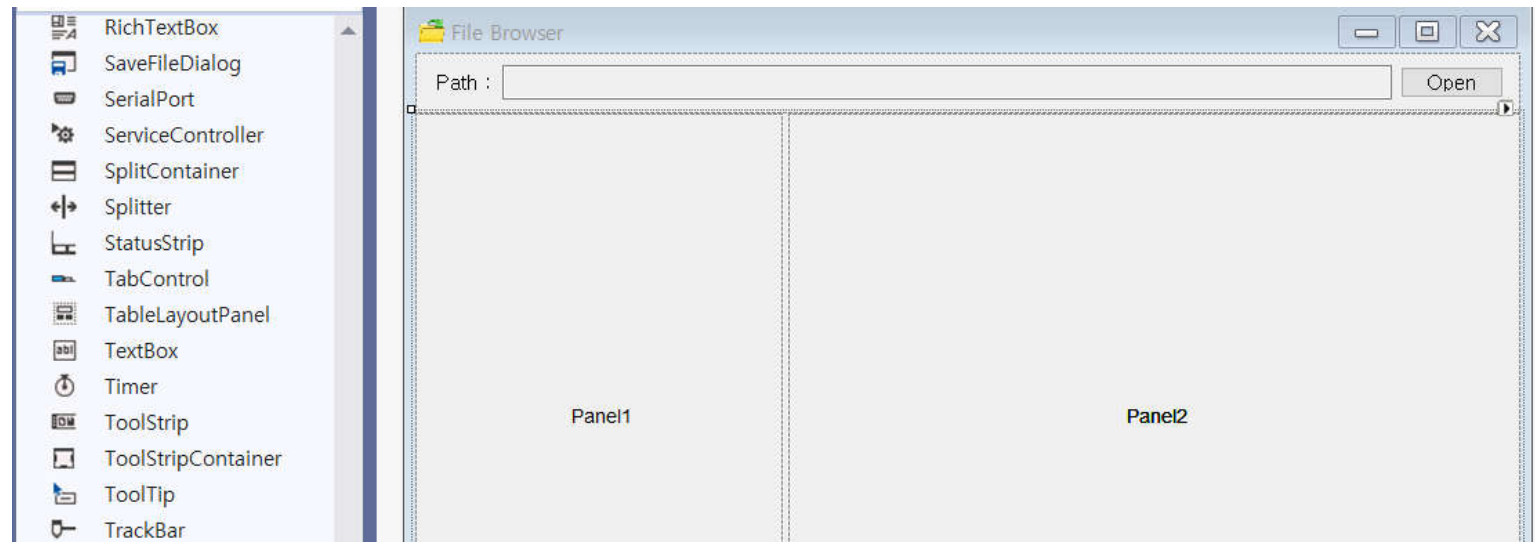 RichTextBox
SaveFileDialog
SerialPort
ServiceController
SplitContainer
Splitter
StatusStrip
TabControl
TableLayoutPanel
TextBox
Timer
ToolStrip
ToolStripContainer
ToolTip
TrackBar
File Browser
Path : Open
Panel1
Panel2